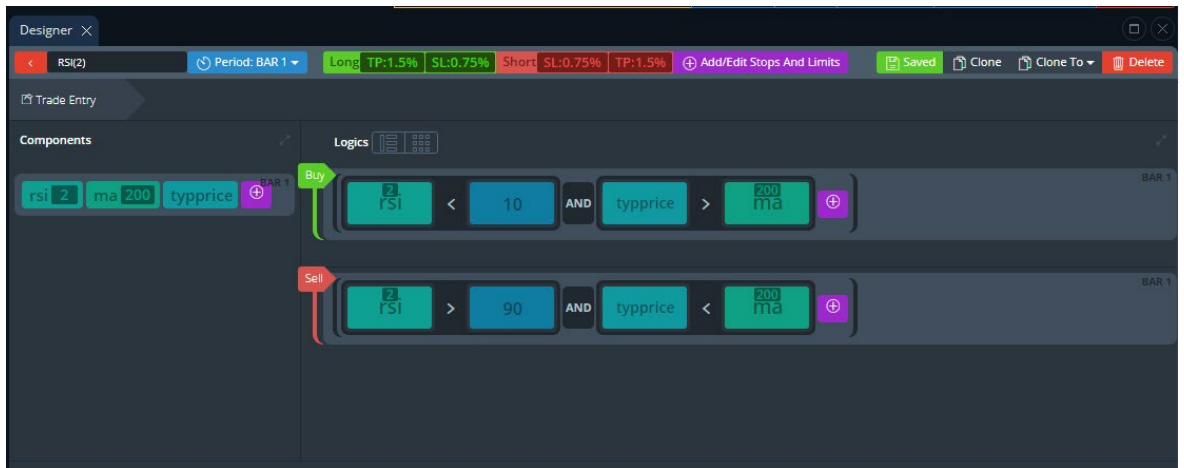 Designer
RSI(2) Period: BAR 1 Long TP:1.5% SL:0.75% Short SL:0.75% TP:1.5% Add/Edit Stops And Limits Saved Clone Clone To Delete
Trade Entry
Components
rsi 2 ma 200 typprice BAR 1
Logics
Buy BAR 1
2 rsi < 10 AND typprice > 200 ma
Sell BAR 1
2 rsi > 90 AND typprice < 200 ma